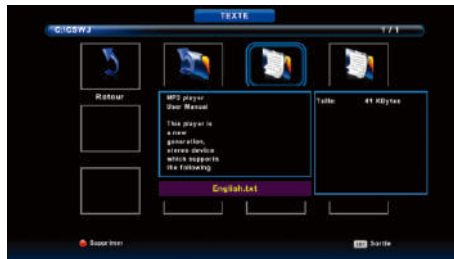 TEXTE
C:\GSWJ
1 / 1
Retour
MP3 player
User Manual
This player is
a new
generation,
stereo device
which supports
the following
Taille 41 KBytes
English.txt
Supprimer
Sortie